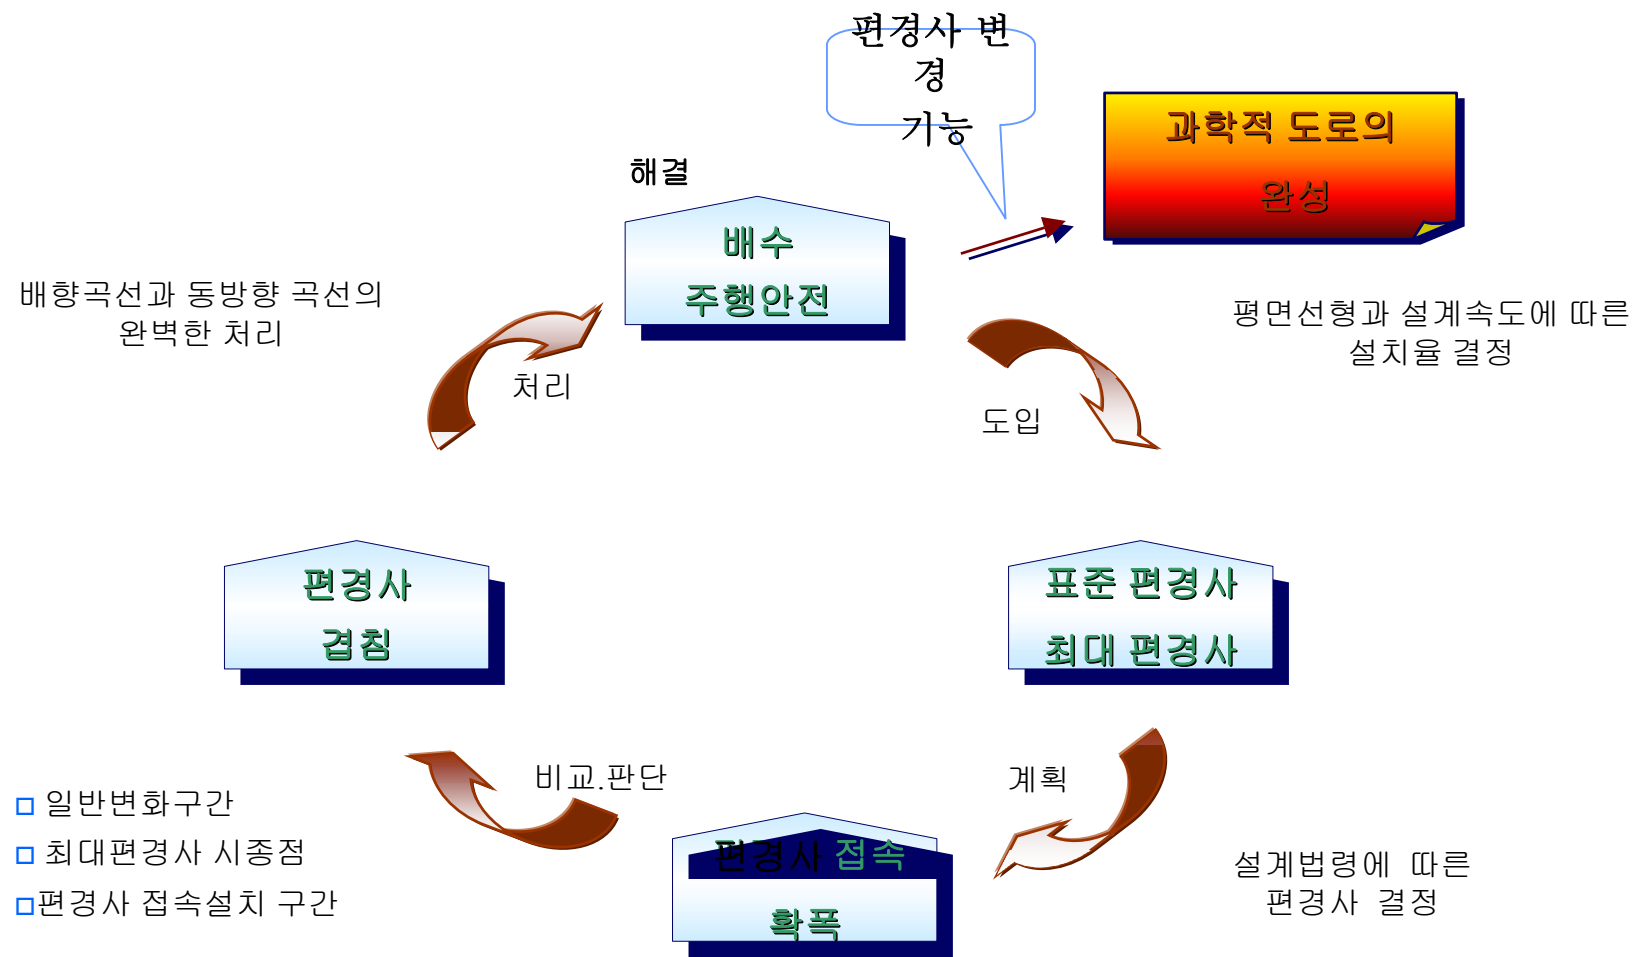 편경사 변
경
기능
과학적 도로의
완성
해결
배수
주행안전
배향곡선과 동방향 곡선의
완벽한 처리
평면선형과 설계속도에 따른
설치율 결정
처리
도입
편경사
겹침
표준 편경사
최대 편경사
비교.판단
계획
일반변화구간
최대편경사 시종점
편경사 접속설치 구간
편경사 접속
확폭
설계법령에 따른
편경사 결정